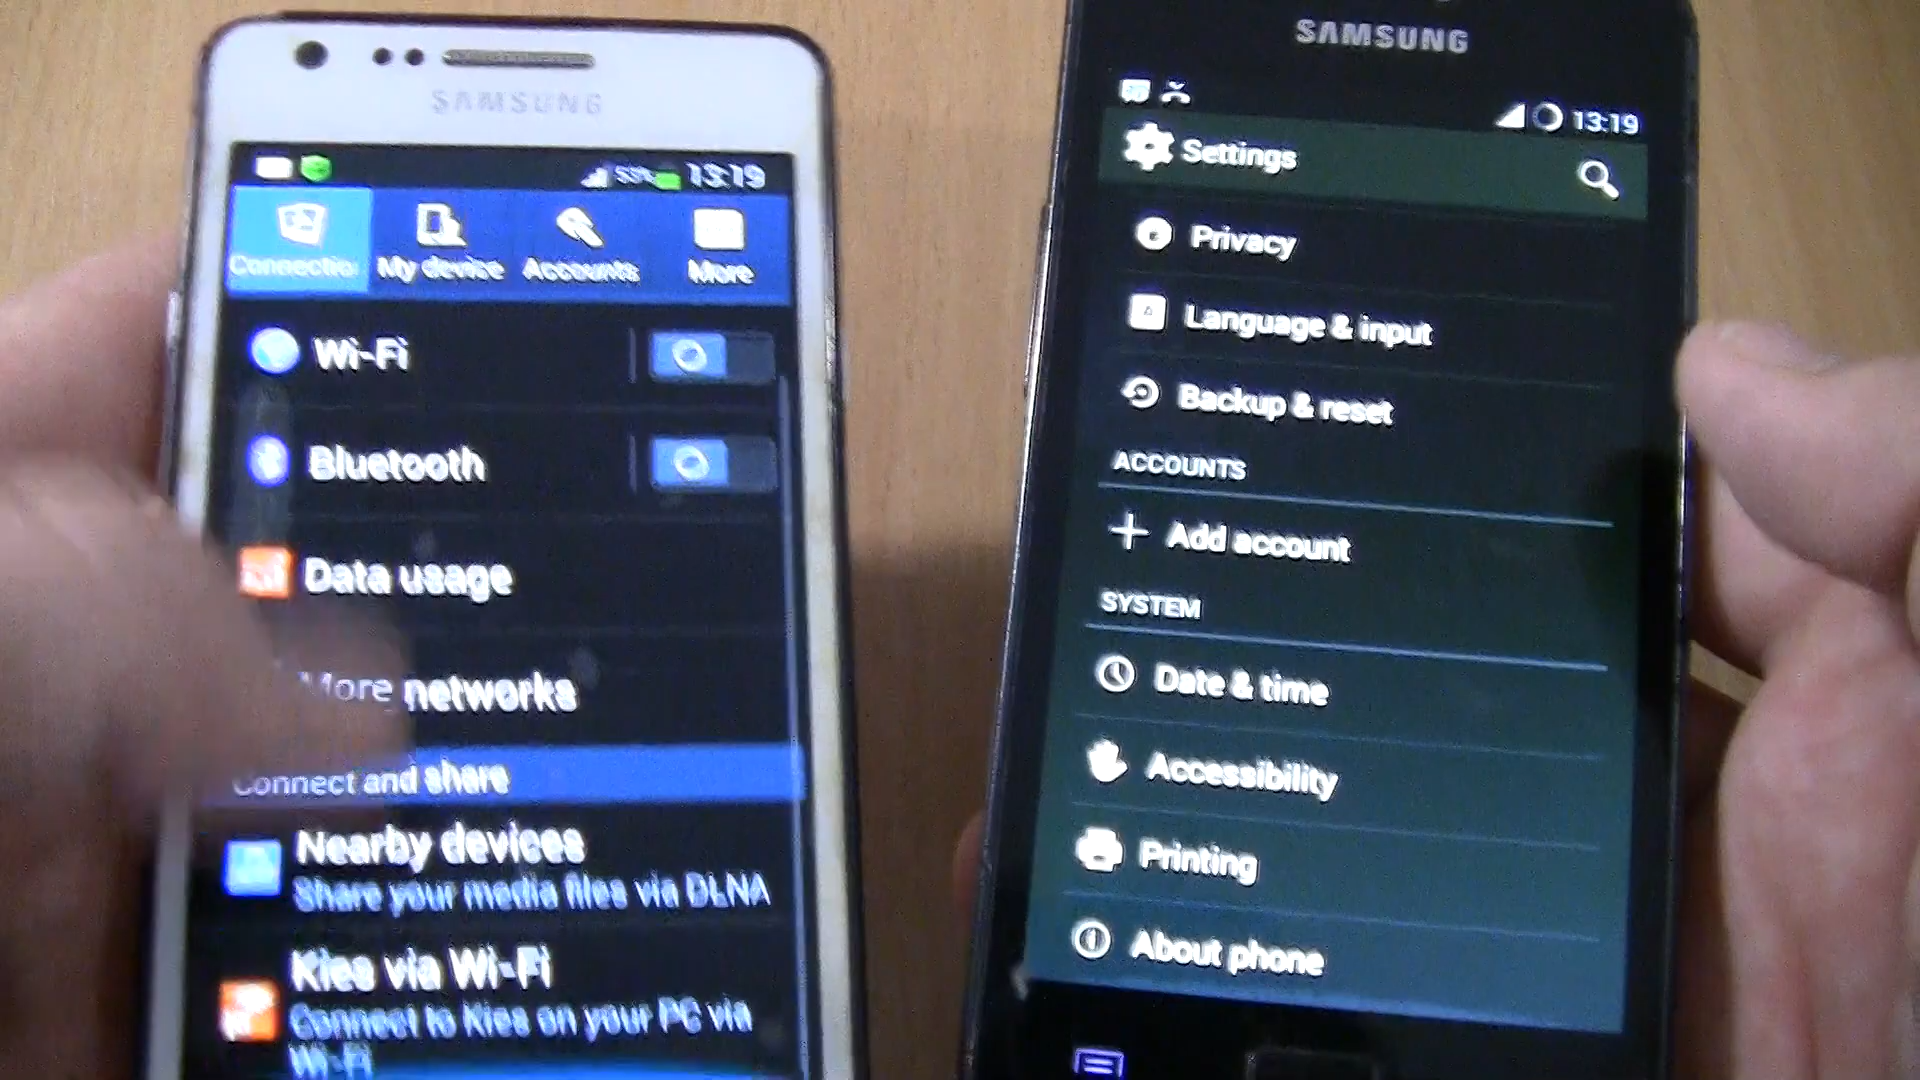 SAMSUNG
53% 13:19
Connectio
My device
Accounts
More
Wi-Fi
Bluetooth
Data usage
More networks
Connect and share
Nearby devices
Share your media files via DLNA
Kies via Wi-Fi
Connect to Kies on your PC via
Wi-Fi
SAMSUNG
13:19
Settings
Privacy
Language & input
Backup & reset
ACCOUNTS
Add account
SYSTEM
Date & time
Accessibility
Printing
About phone